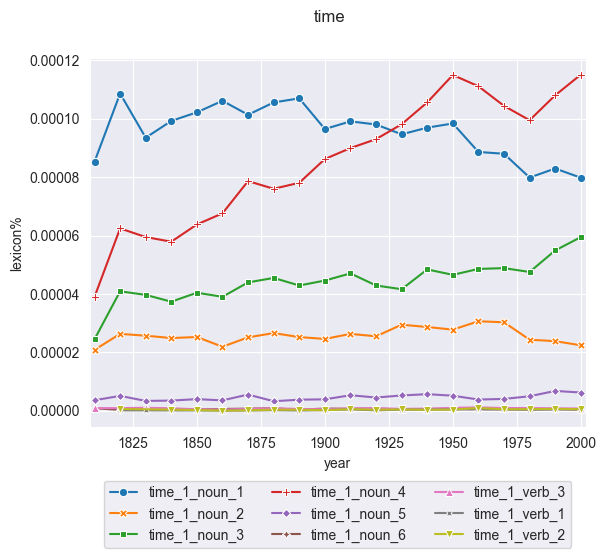 time
0.00012
0.00010
0.00008
0.00006
0.00004
0.00002
0.00000
lexicon%
1825 1850 1875 1900 1925 1950 1975 2000
year
time_1_noun_1 time_1_noun_4 time_1_verb_3
time_1_noun_2 time_1_noun_5 time_1_verb_1
time_1_noun_3 time_1_noun_6 time_1_verb_2